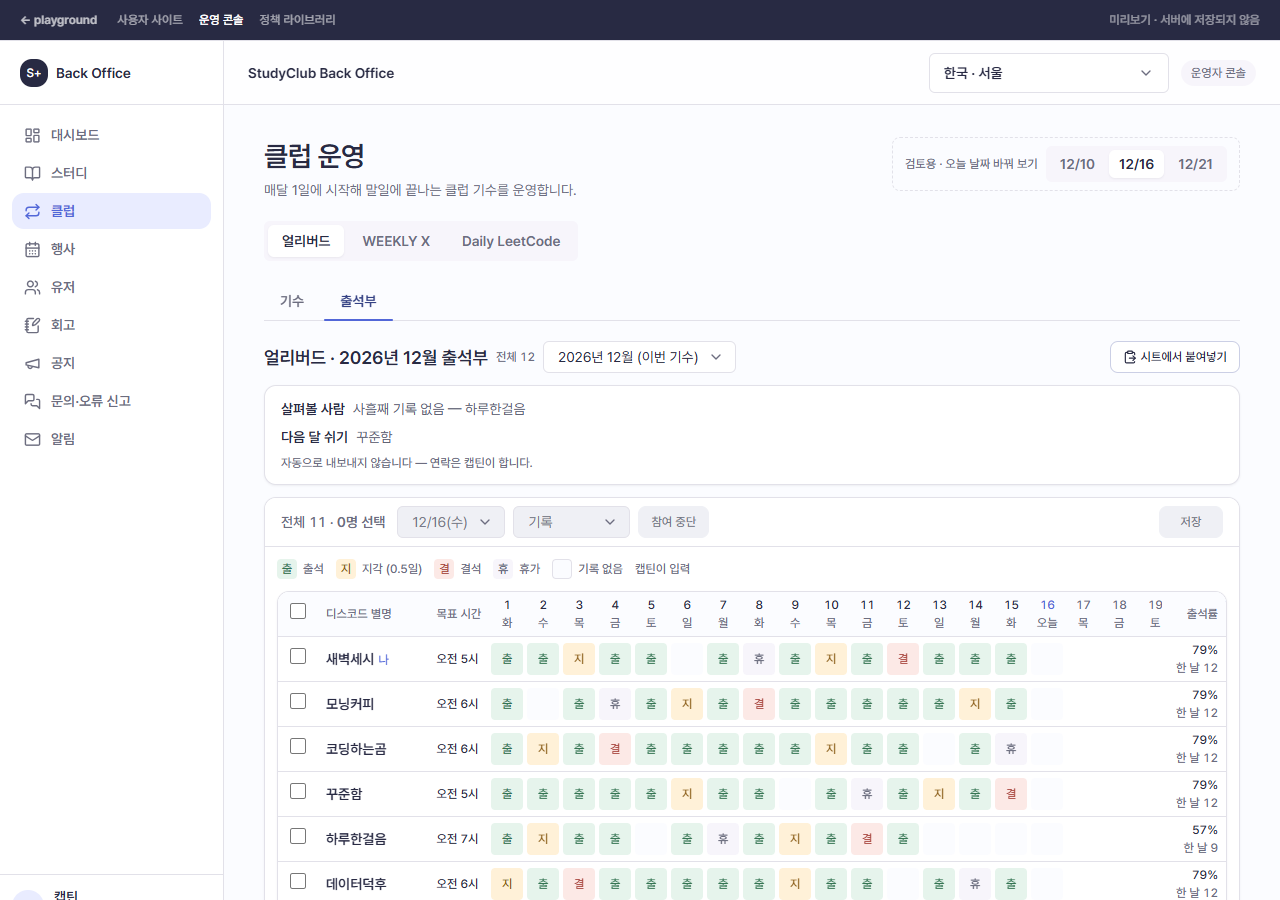 ← playground 사용자 사이트 운영 콘솔 정책 라이브러리 미리보기 · 서버에 저장되지 않음
S+ Back Office
StudyClub Back Office 한국 · 서울 운영자 콘솔
대시보드
스터디
클럽
행사
유저
회고
공지
문의·오류 신고
알림
캡틴
클럽 운영
매달 1일에 시작해 말일에 끝나는 클럽 기수를 운영합니다.
검토용 · 오늘 날짜 바꿔 보기 12/10 12/16 12/21
얼리버드 WEEKLY X Daily LeetCode
기수 출석부
얼리버드 · 2026년 12월 출석부 전체 12 2026년 12월 (이번 기수) 시트에서 붙여넣기
살펴볼 사람 사흘째 기록 없음 — 하루한걸음
다음 달 쉬기 꾸준함
자동으로 내보내지 않습니다 — 연락은 캡틴이 합니다.
전체 11 · 0명 선택 12/16(수) 기록 참여 중단 저장
출 출석 지 지각 (0.5일) 결 결석 휴 휴가 기록 없음 캡틴이 입력
디스코드 별명 목표 시간 1 2 3 4 5 6 7 8 9 10 11 12 13 14 15 16 17 18 19 출석률
화 수 목 금 토 일 월 화 수 목 금 토 일 월 화 오늘 목 금 토
새벽세시 나 오전 5시 출 출 지 출 출 출 휴 출 지 출 결 출 출 출 79%
한 날 12
모닝커피 오전 6시 출 출 휴 출 지 출 결 출 출 출 출 출 지 출 79%
한 날 12
코딩하는곰 오전 6시 출 지 출 결 출 출 출 출 출 지 출 출 출 휴 79%
한 날 12
꾸준함 오전 5시 출 출 출 출 출 지 출 출 출 휴 출 지 출 결 79%
한 날 12
하루한걸음 오전 7시 출 지 출 출 출 휴 출 지 출 결 출 57%
한 날 9
데이터덕후 오전 6시 지 출 결 출 출 출 출 출 지 출 출 출 휴 출 79%
한 날 12